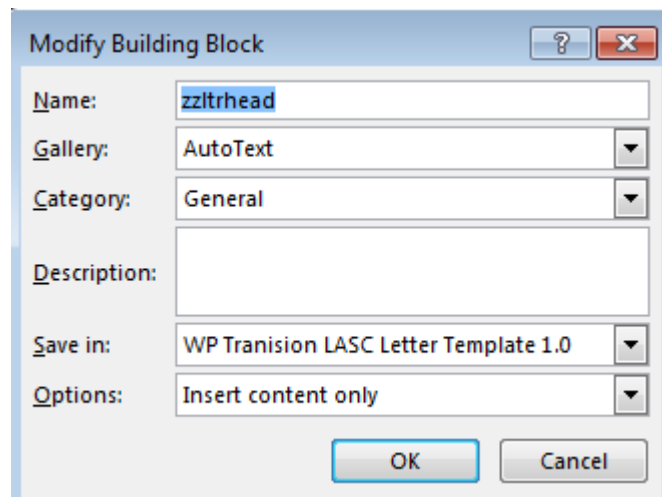 Modify Building Block
?
Name: zzltrhead
Gallery: AutoText
Category: General
Description:
Save in: WP Tranision LASC Letter Template 1.0
Options: Insert content only
OK Cancel